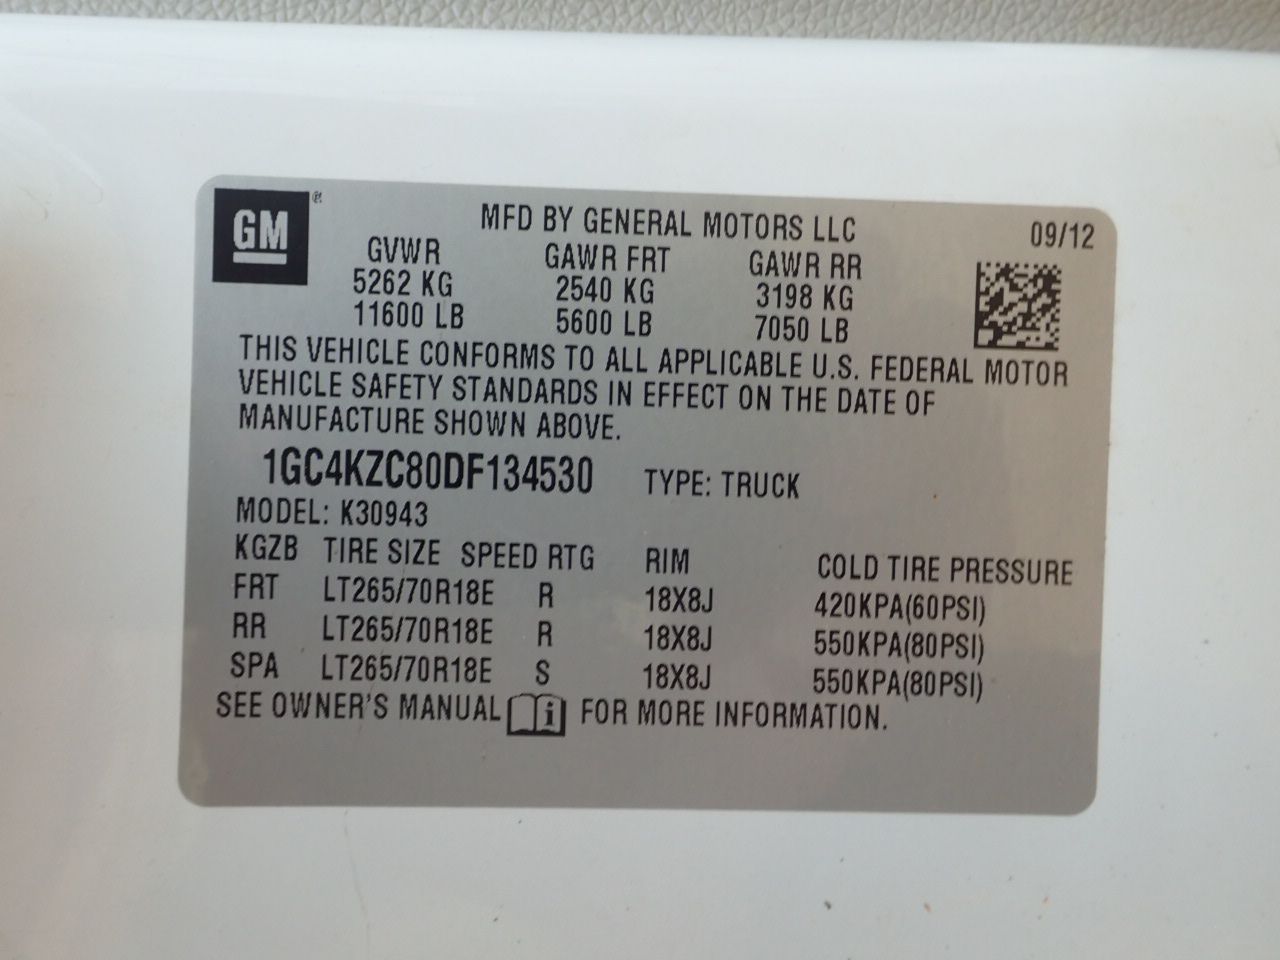 GM ®
MFD BY GENERAL MOTORS LLC 09/12
GVWR GAWR FRT GAWR RR
5262 KG 2540 KG 3198 KG
11600 LB 5600 LB 7050 LB
THIS VEHICLE CONFORMS TO ALL APPLICABLE U.S. FEDERAL MOTOR
VEHICLE SAFETY STANDARDS IN EFFECT ON THE DATE OF
MANUFACTURE SHOWN ABOVE.
1GC4KZC80DF134530 TYPE: TRUCK
MODEL: K30943
KGZB TIRE SIZE SPEED RTG RIM COLD TIRE PRESSURE
FRT LT265/70R18E R 18X8J 420KPA(60PSI)
RR LT265/70R18E R 18X8J 550KPA(80PSI)
SPA LT265/70R18E S 18X8J 550KPA(80PSI)
SEE OWNER'S MANUAL i FOR MORE INFORMATION.